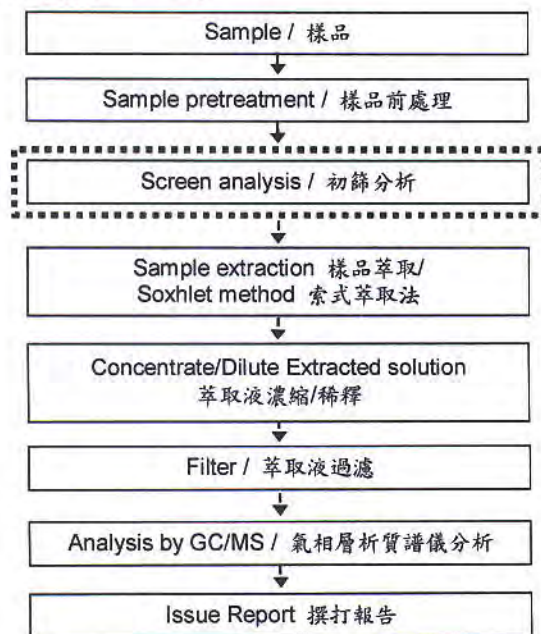 Sample / 樣品
Sample pretreatment / 樣品前處理
Screen analysis / 初篩分析
Sample extraction 樣品萃取/
Soxhlet method 索式萃取法
Concentrate/Dilute Extracted solution
萃取液濃縮/稀釋
Filter / 萃取液過濾
Analysis by GC/MS / 氣相層析質譜儀分析
Issue Report 撰打報告